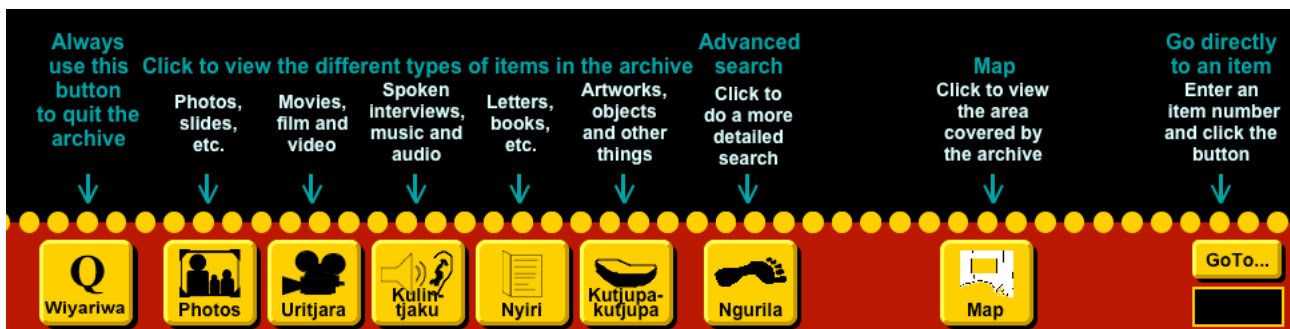 Always
use this
button
to quit the
archive
Click to view the different types of items in the archive
Photos,
slides,
etc.
Movies,
film and
video
Spoken
interviews,
music and
audio
Letters,
books,
etc.
Artworks,
objects
and other
things
Advanced
search
Click to
do a more
detailed
search
Map
Click to view
the area
covered by
the archive
Go directly
to an item
Enter an
item number
and click the
button
Q
Wiyariwa
Photos
Uritjara
Kulin-
tjaku
Nyiri
Kutjupa-
kutjupa
Ngurila
Map
GoTo...